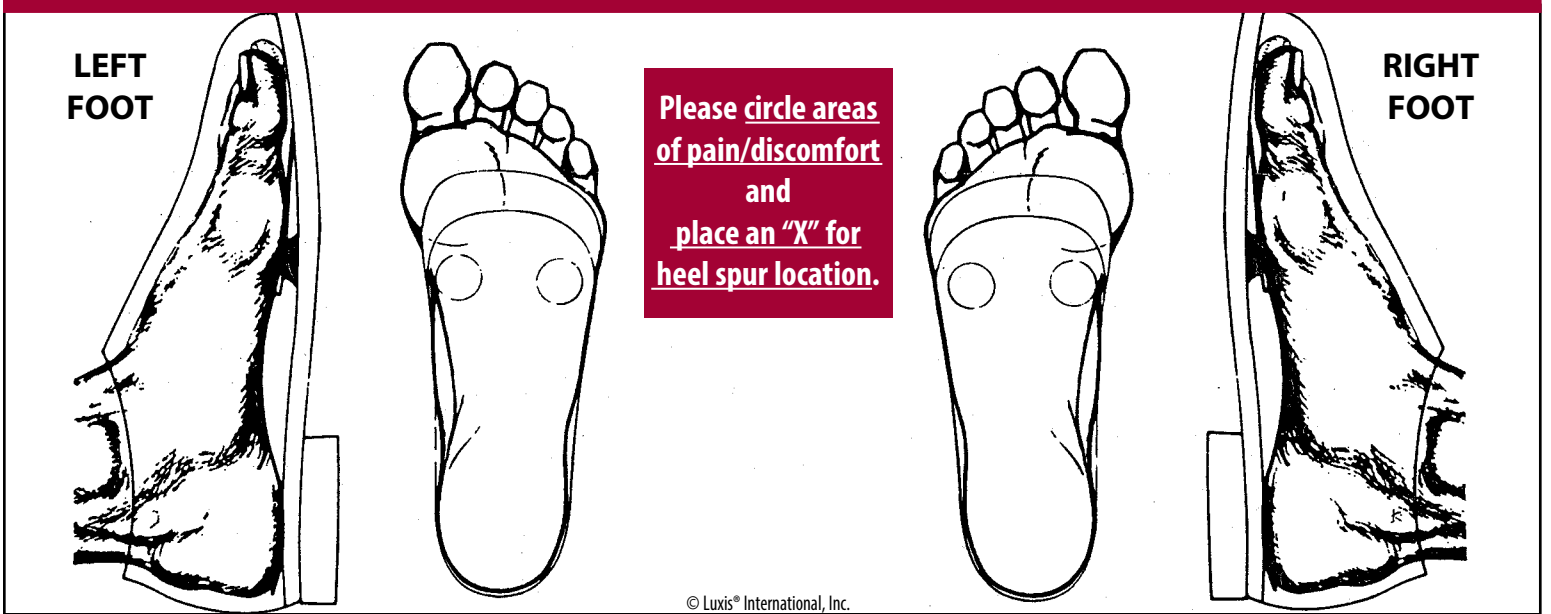 LEFT
FOOT
Please circle areas
of pain/discomfort
and
place an “X” for
heel spur location.
RIGHT
FOOT
© Luxis® International, Inc.